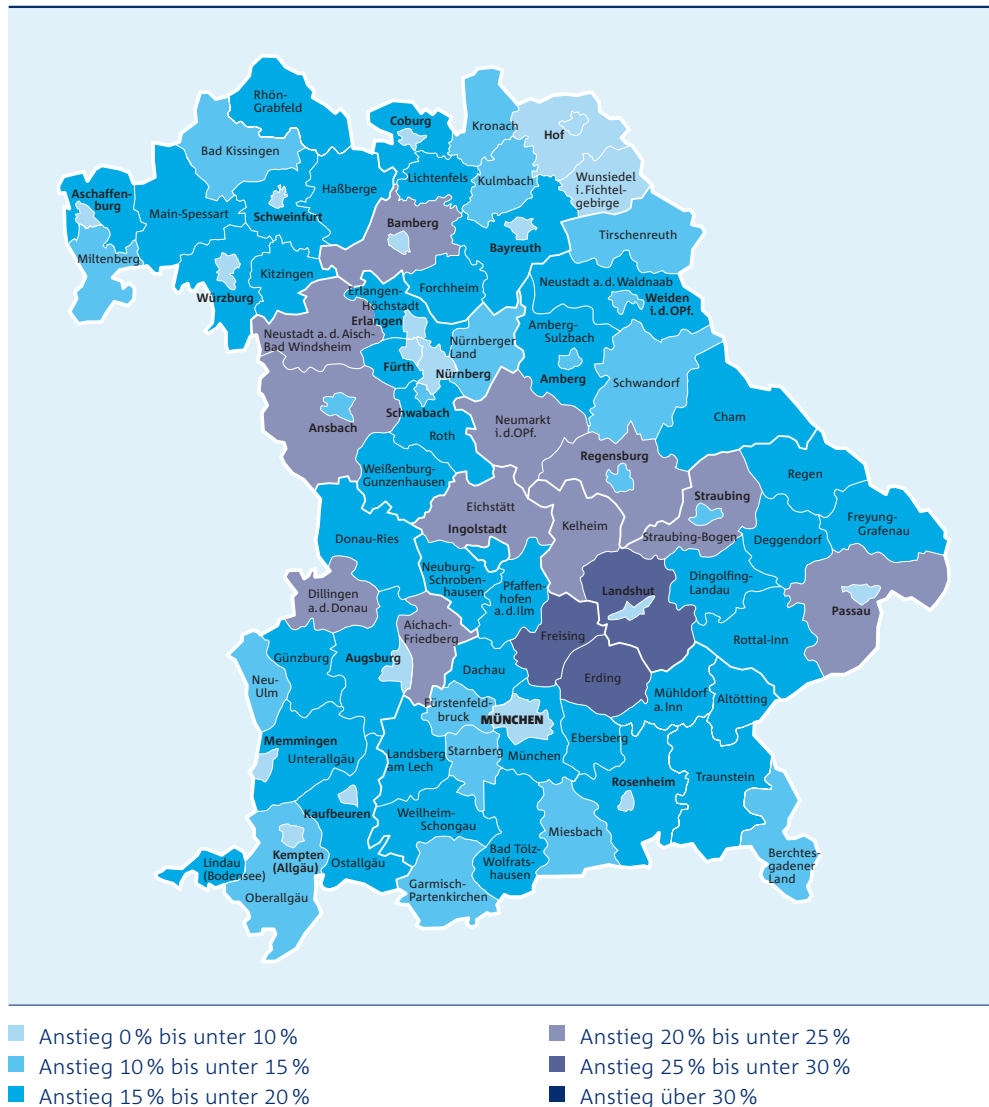 Rhön-
Grabfeld
Coburg
Kronach
Hof
Bad Kissingen
Lichtenfels
Kulmbach
Wunsiedel
i. Fichtel-
gebirge
Aschaffen-
burg
Main-Spessart
Schweinfurt
Haßberge
Bamberg
Bayreuth
Tirschenreuth
Miltenberg
Würzburg
Kitzingen
Forchheim
Erlangen-
Höchstadt
Erlangen
Neustadt a. d. Waldnaab
Weiden
i. d. OPf.
Neustadt a. d. Aisch-
Bad Windsheim
Nürnberger
Land
Amberg-
Sulzbach
Fürth
Nürnberg
Amberg
Schwandorf
Ansbach
Schwabach
Roth
Neumarkt
i. d. OPf.
Cham
Weißenburg-
Gunzenhausen
Regensburg
Regen
Straubing
Eichstätt
Ingolstadt
Kelheim
Straubing-Bogen
Deggendorf
Freyung-
Grafenau
Donau-Ries
Neuburg-
Schroben-
hausen
Pfaffen-
hofen
a. d. Ilm
Landshut
Dingolfing-
Landau
Passau
Dillingen
a. d. Donau
Aichach-
Friedberg
Freising
Rottal-Inn
Günzburg
Augsburg
Dachau
Erding
Neu-
Ulm
Fürstenfeld-
bruck
MÜNCHEN
Mühldorf
a. Inn
Altötting
Memmingen
Unterallgäu
Landsberg
am Lech
Starnberg
München
Ebersberg
Rosenheim
Traunstein
Kaufbeuren
Weilheim-
Schongau
Miesbach
Kempten
(Allgäu)
Ostallgäu
Bad Tölz-
Wolfrats-
hausen
Berchtes-
gadener
Land
Lindau
(Bodensee)
Oberallgäu
Garmisch-
Partenkirchen
Anstieg 0 % bis unter 10 %
Anstieg 10 % bis unter 15 %
Anstieg 15 % bis unter 20 %
Anstieg 20 % bis unter 25 %
Anstieg 25 % bis unter 30 %
Anstieg über 30 %